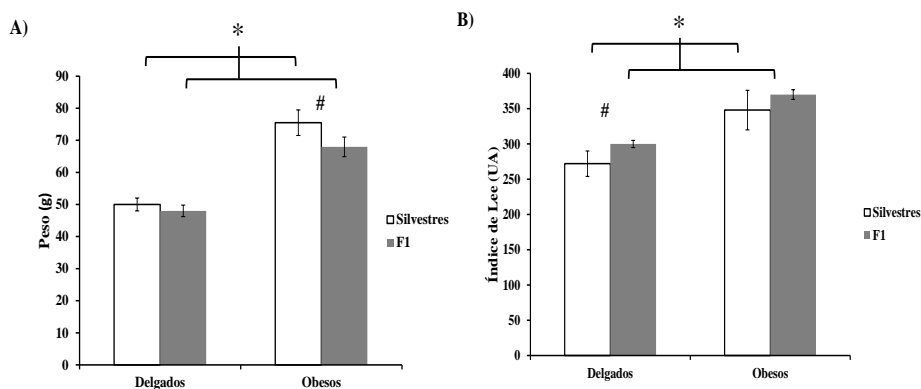 A)
*
90
80
#
70
60
50
40
30
20
10
0
Peso (g)
Delgados
Obesos
Silvestres
F1
B)
*
400
350
#
300
250
200
150
100
50
0
Índice de Lee (UA)
Delgados
Obesos
Silvestres
F1